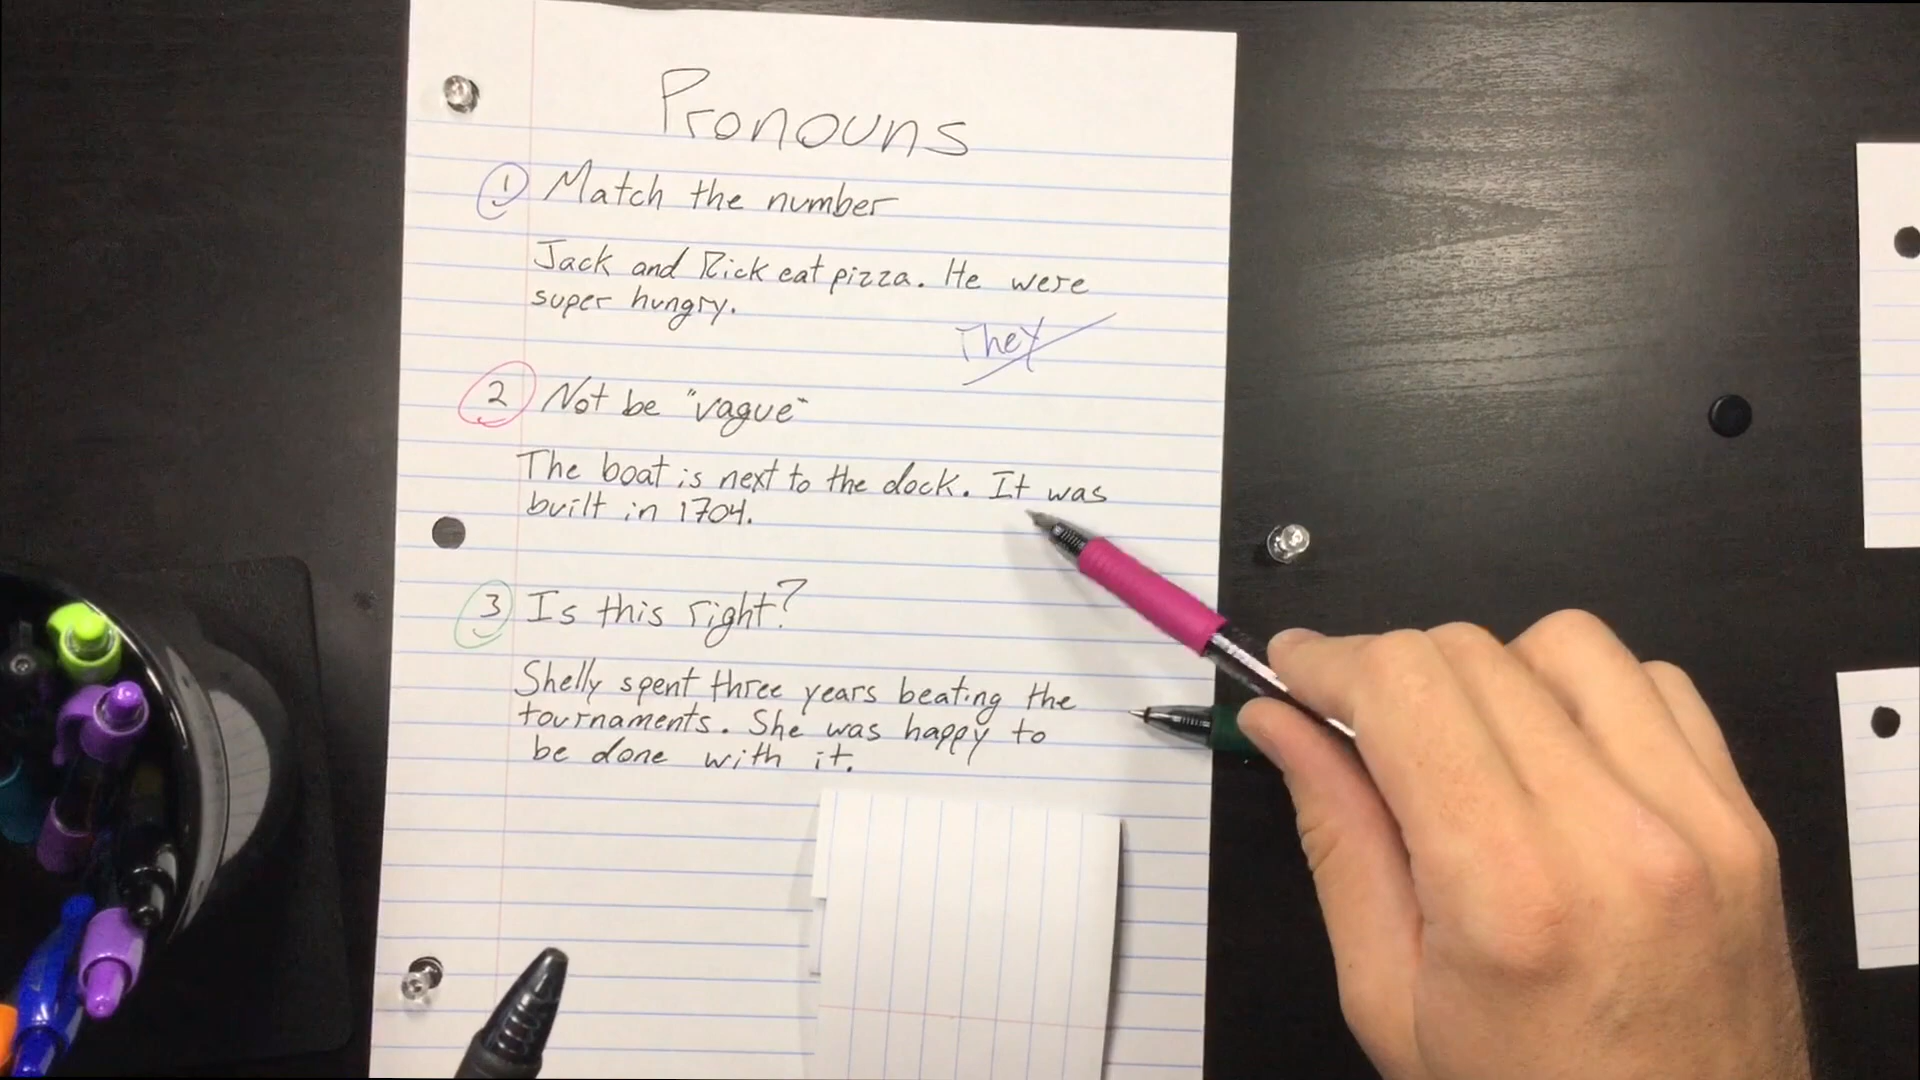 Pronouns
1 Match the number
Jack and Rick eat pizza. He were
super hungry.
They
2 Not be "vague"
The boat is next to the dock. It was
built in 1704.
3 Is this right?
Shelly spent three years beating the
tournaments. She was happy to
be done with it.